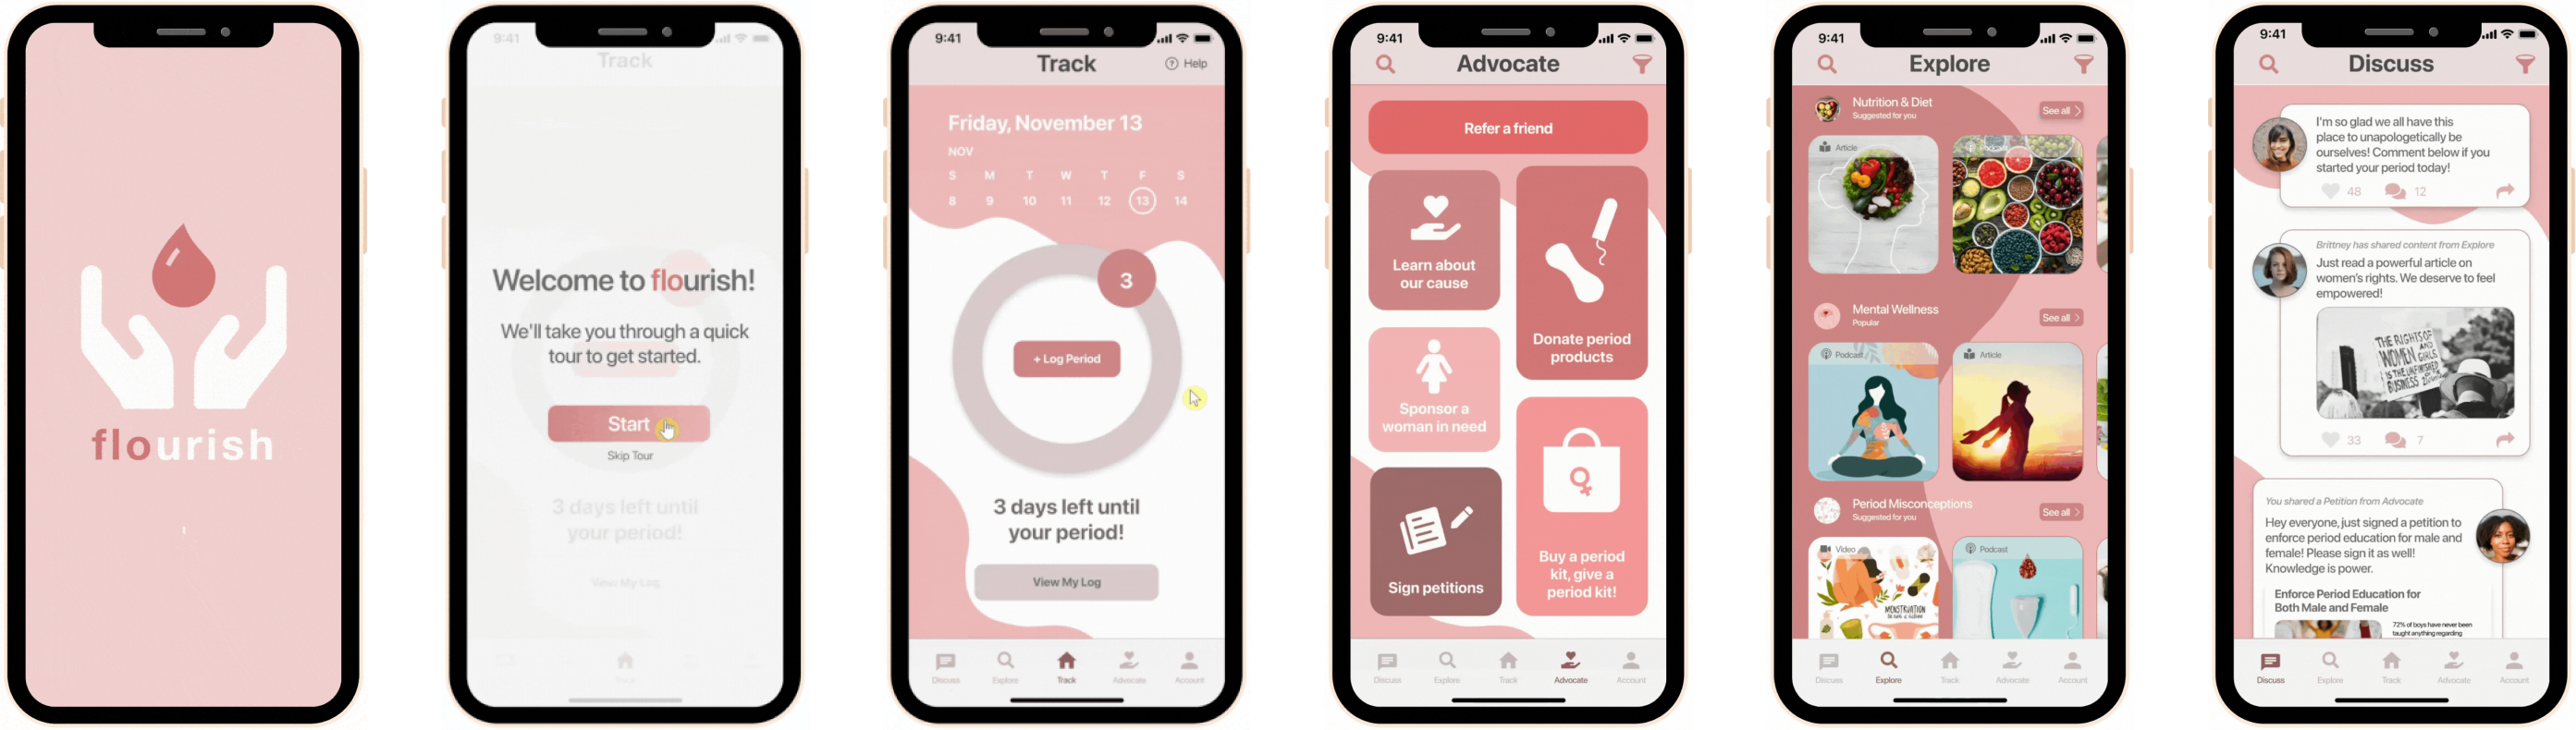 flourish
9:41
Track
Welcome to flourish!
We'll take you through a quick
tour to get started.
Start
Skip Tour
3 days left until
your period!
View My Log
Track
9:41
Track
Help
Friday, November 13
NOV
S M T W T F S
8 9 10 11 12 13 14
3
+ Log Period
3 days left until
your period!
View My Log
Discuss Explore Track Advocate Account
9:41
Advocate
Refer a friend
Learn about
our cause
Donate period
products
Sponsor a
woman in need
Sign petitions
Buy a period
kit, give a
period kit!
Discuss Explore Track Advocate Account
9:41
Explore
Nutrition & Diet
Suggested for you
See all
Article
Mental Wellness
Popular
See all
Podcast
Article
Period Misconceptions
Suggested for you
See all
Video
Podcast
MENSTRUATION
Discuss Explore Track Advocate Account
9:41
Discuss
I'm so glad we all have this
place to unapologetically be
ourselves! Comment below if you
started your period today!
48 12
Brittney has shared content from Explore
Just read a powerful article on
women's rights. We deserve to feel
empowered!
THE RIGHTS OF
WOMEN AND GIRLS
IS THE UNFINISHED
BUSINESS
33 7
You shared a Petition from Advocate
Hey everyone, just signed a petition to
enforce period education for male and
female! Please sign it as well!
Knowledge is power.
Enforce Period Education for
Both Male and Female
72% of boys have never been
taught anything regarding
Discuss Explore Track Advocate Account